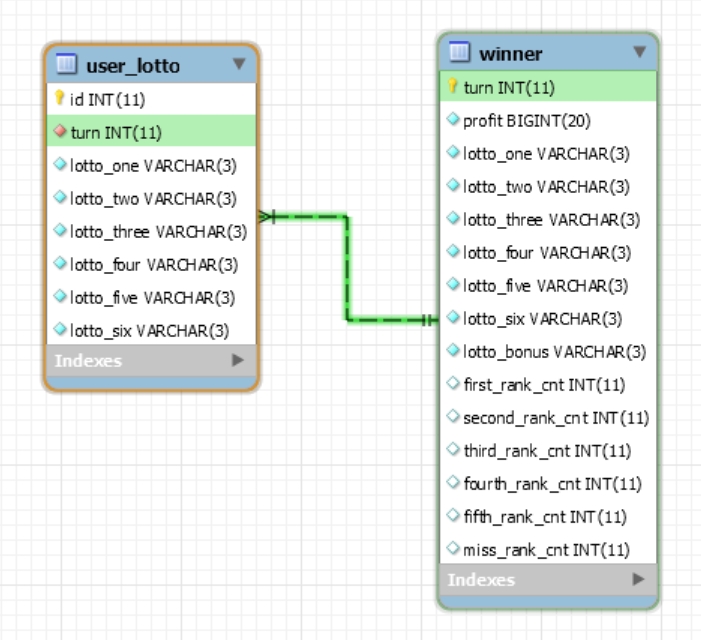 user_lotto
id INT(11)
turn INT(11)
lotto_one VARCHAR(3)
lotto_two VARCHAR(3)
lotto_three VARCHAR(3)
lotto_four VARCHAR(3)
lotto_five VARCHAR(3)
lotto_six VARCHAR(3)
Indexes
winner
turn INT(11)
profit BIGINT(20)
lotto_one VARCHAR(3)
lotto_two VARCHAR(3)
lotto_three VARCHAR(3)
lotto_four VARCHAR(3)
lotto_five VARCHAR(3)
lotto_six VARCHAR(3)
lotto_bonus VARCHAR(3)
first_rank_cnt INT(11)
second_rank_cnt INT(11)
third_rank_cnt INT(11)
fourth_rank_cnt INT(11)
fifth_rank_cnt INT(11)
miss_rank_cnt INT(11)
Indexes